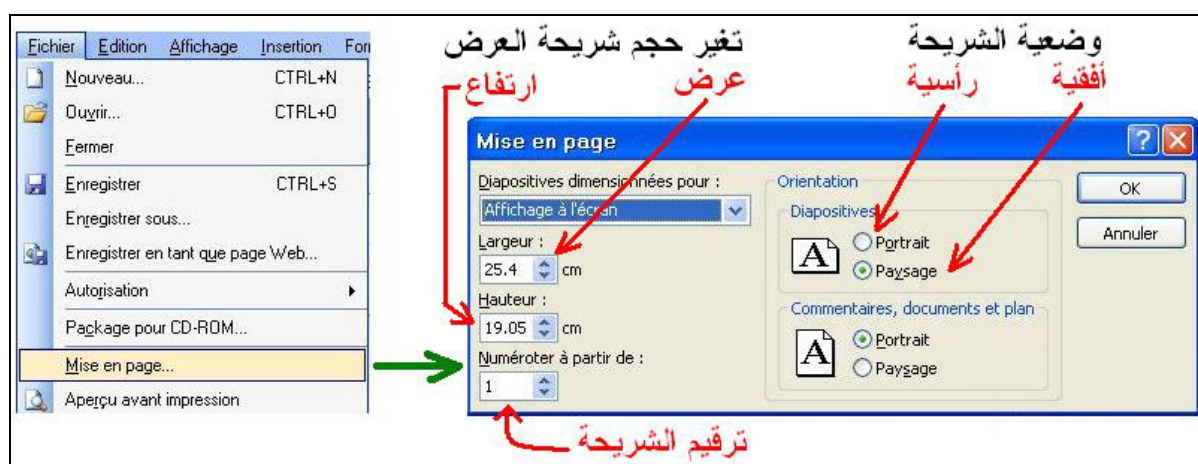 Fichier Edition Affichage Insertion For
Nouveau... CTRL+N
Ouvrir... CTRL+O
Fermer
Enregistrer CTRL+S
Enregistrer sous...
Enregistrer en tant que page Web...
Autorisation
Package pour CD-ROM...
Mise en page...
Aperçu avant impression
تغير حجم شريحة العرض
ارتفاع
عرض
وضعية الشريحة
رأسية
أفقية
Mise en page
Diapositives dimensionnées pour :
Affichage à l'écran
Largeur :
25.4 cm
Hauteur :
19.05 cm
Numéroter à partir de :
1
Orientation
Diapositives
A
Portrait
Paysage
Commentaires, documents et plan
A
Portrait
Paysage
OK
Annuler
ترقيم الشريحة